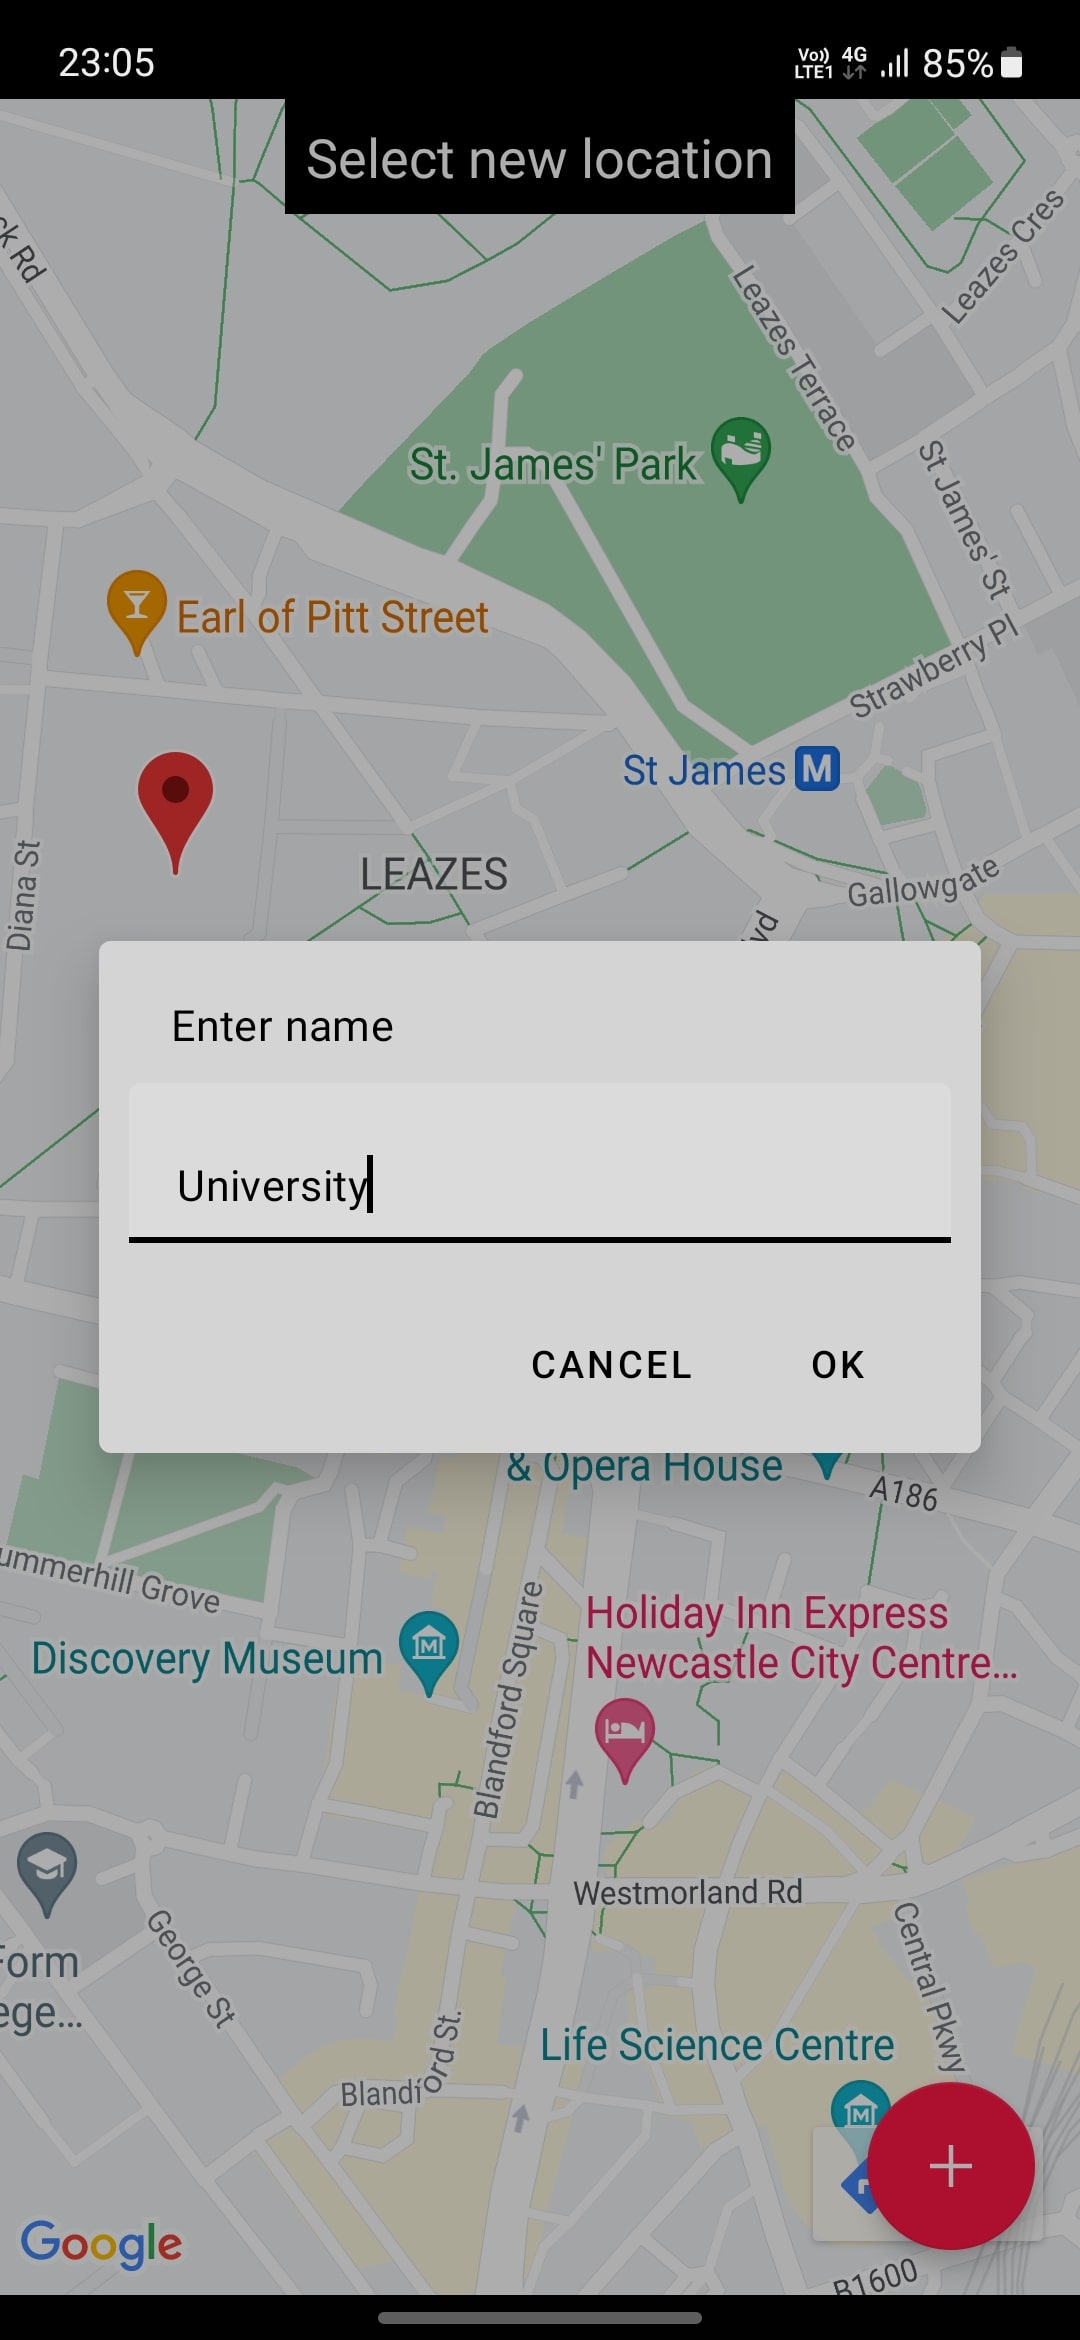 23:05
Vo)) LTE1 4G 85%
Select new location
ck Rd
Leazes Cres
Leazes Terrace
St. James' Park
St James' St
Earl of Pitt Street
Strawberry Pl
St James M
Diana St
LEAZES
Gallowgate
vd
Enter name
University
CANCEL
OK
& Opera House
A186
ummerhill Grove
Holiday Inn Express
Newcastle City Centre...
Discovery Museum
Blandford Square
Westmorland Rd
George St
Central Pkwy
Form
ege...
Life Science Centre
Blandford St.
Google
B1600